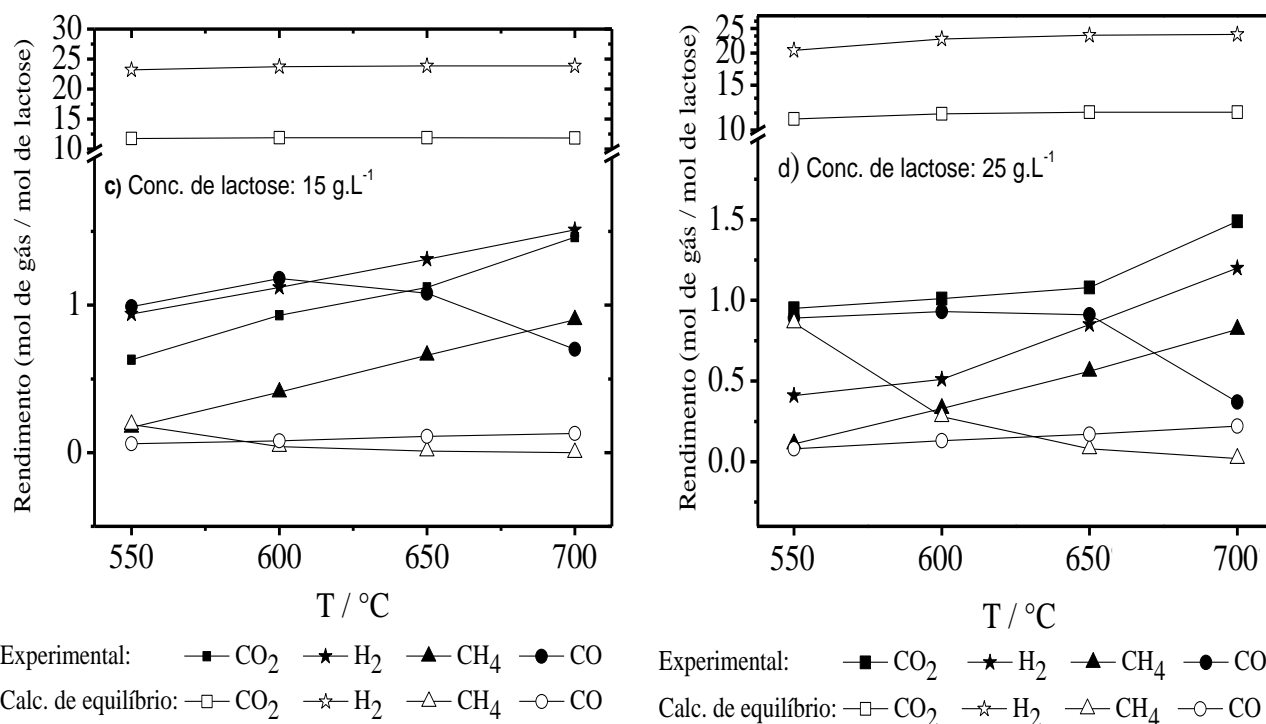 Rendimento (mol de gás / mol de lactose)
30
25
20
15
10
1
0
c) Conc. de lactose: 15 g.L⁻¹
550 600 650 700
T / °C
Experimental: CO₂ H₂ CH₄ CO
Calc. de equilíbrio: CO₂ H₂ CH₄ CO
Rendimento (mol de gás / mol de lactose)
25
20
15
10
1.5
1.0
0.5
0.0
d) Conc. de lactose: 25 g.L⁻¹
550 600 650 700
T / °C
Experimental: CO₂ H₂ CH₄ CO
Calc. de equilíbrio: CO₂ H₂ CH₄ CO